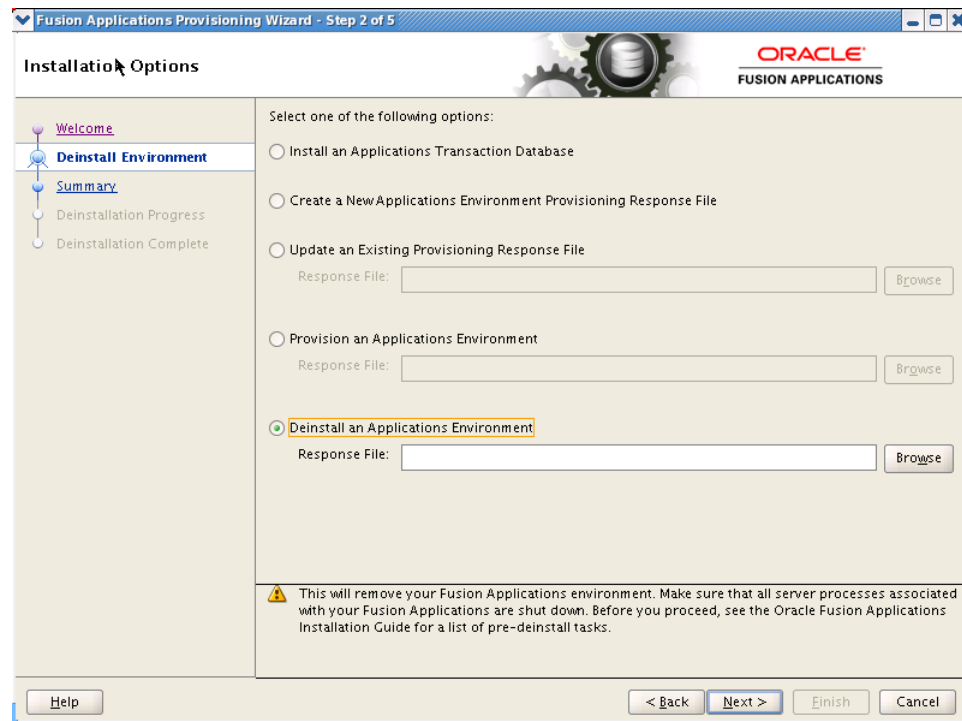 Fusion Applications Provisioning Wizard - Step 2 of 5
Installation Options
ORACLE
FUSION APPLICATIONS
Welcome
Deinstall Environment
Summary
Deinstallation Progress
Deinstallation Complete
Select one of the following options:
Install an Applications Transaction Database
Create a New Applications Environment Provisioning Response File
Update an Existing Provisioning Response File
Response File: Browse
Provision an Applications Environment
Response File: Browse
Deinstall an Applications Environment
Response File: Browse
This will remove your Fusion Applications environment. Make sure that all server processes associated
with your Fusion Applications are shut down. Before you proceed, see the Oracle Fusion Applications
Installation Guide for a list of pre-deinstall tasks.
Help < Back Next > Finish Cancel